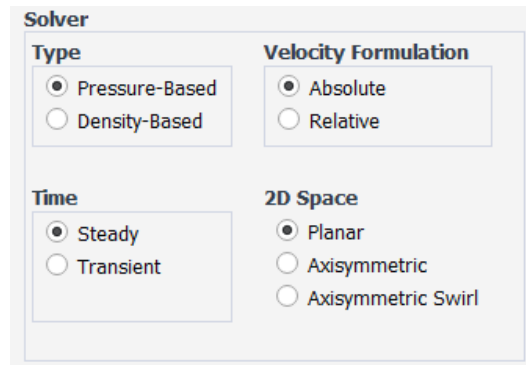 Solver
Type
Pressure-Based
Density-Based
Velocity Formulation
Absolute
Relative
Time
Steady
Transient
2D Space
Planar
Axisymmetric
Axisymmetric Swirl